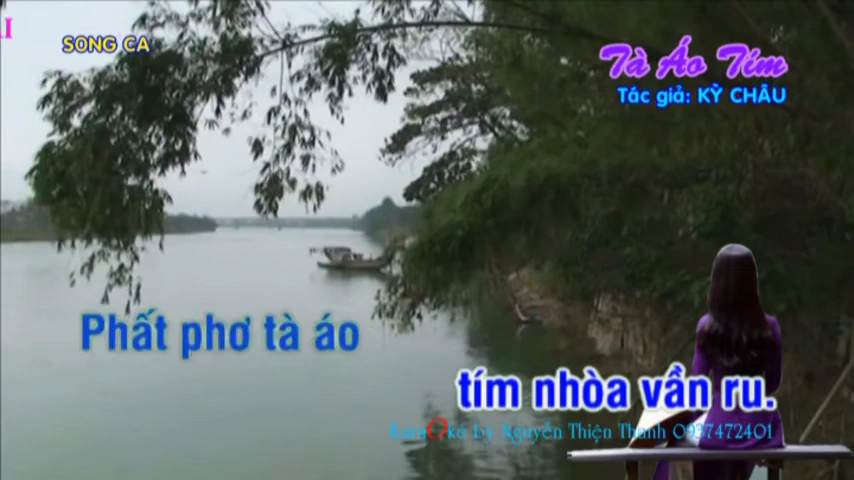 SONG CA
Tà Áo Tím
Tác giả: KỲ CHÂU
Phất phơ tà áo
tím nhòa vần ru.
Karaoke by Nguyễn Thiện Thanh 0937472401